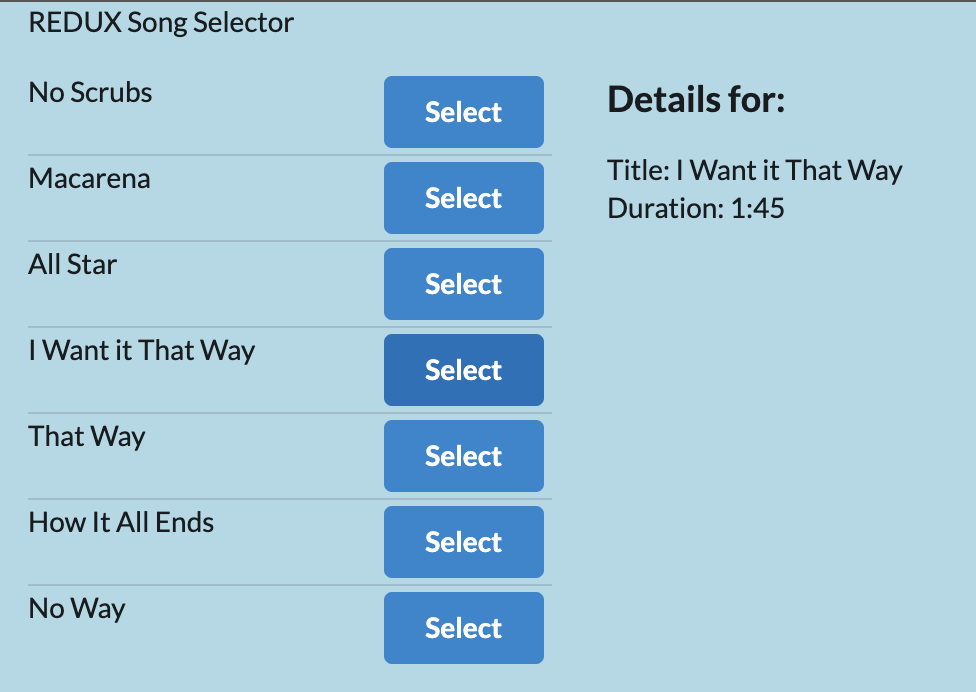 REDUX Song Selector
No Scrubs
Select
Macarena
Select
All Star
Select
I Want it That Way
Select
That Way
Select
How It All Ends
Select
No Way
Select
Details for:
Title: I Want it That Way
Duration: 1:45